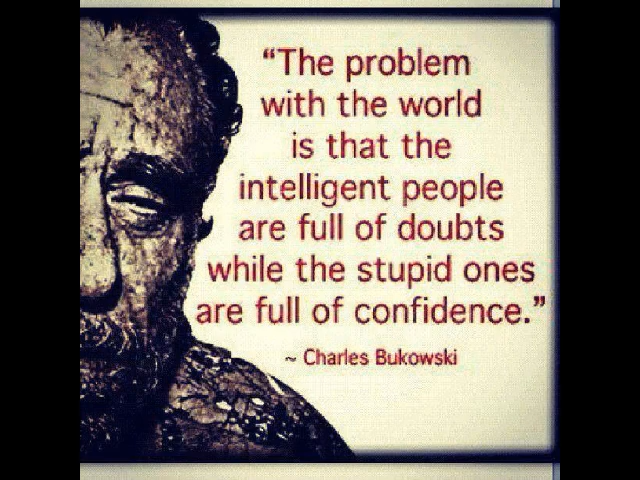 “The problem
with the world
is that the
intelligent people
are full of doubts
while the stupid ones
are full of confidence.”
~ Charles Bukowski